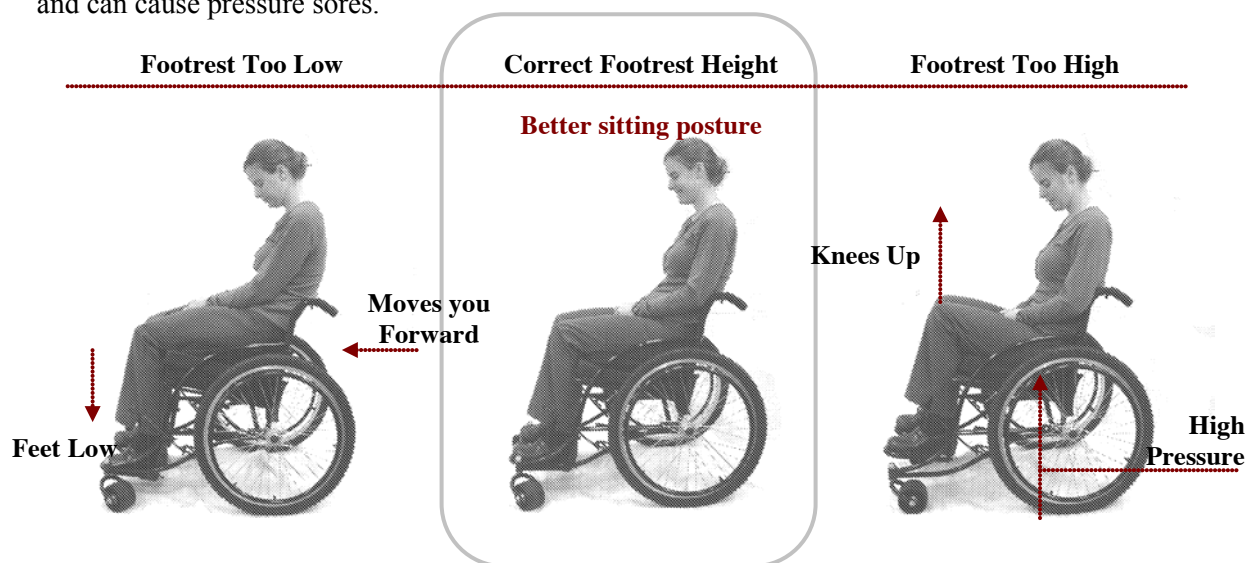 and can cause pressure sores.
Footrest Too Low
Correct Footrest Height
Footrest Too High
Better sitting posture
Knees Up
Moves you
Forward
Feet Low
High
Pressure